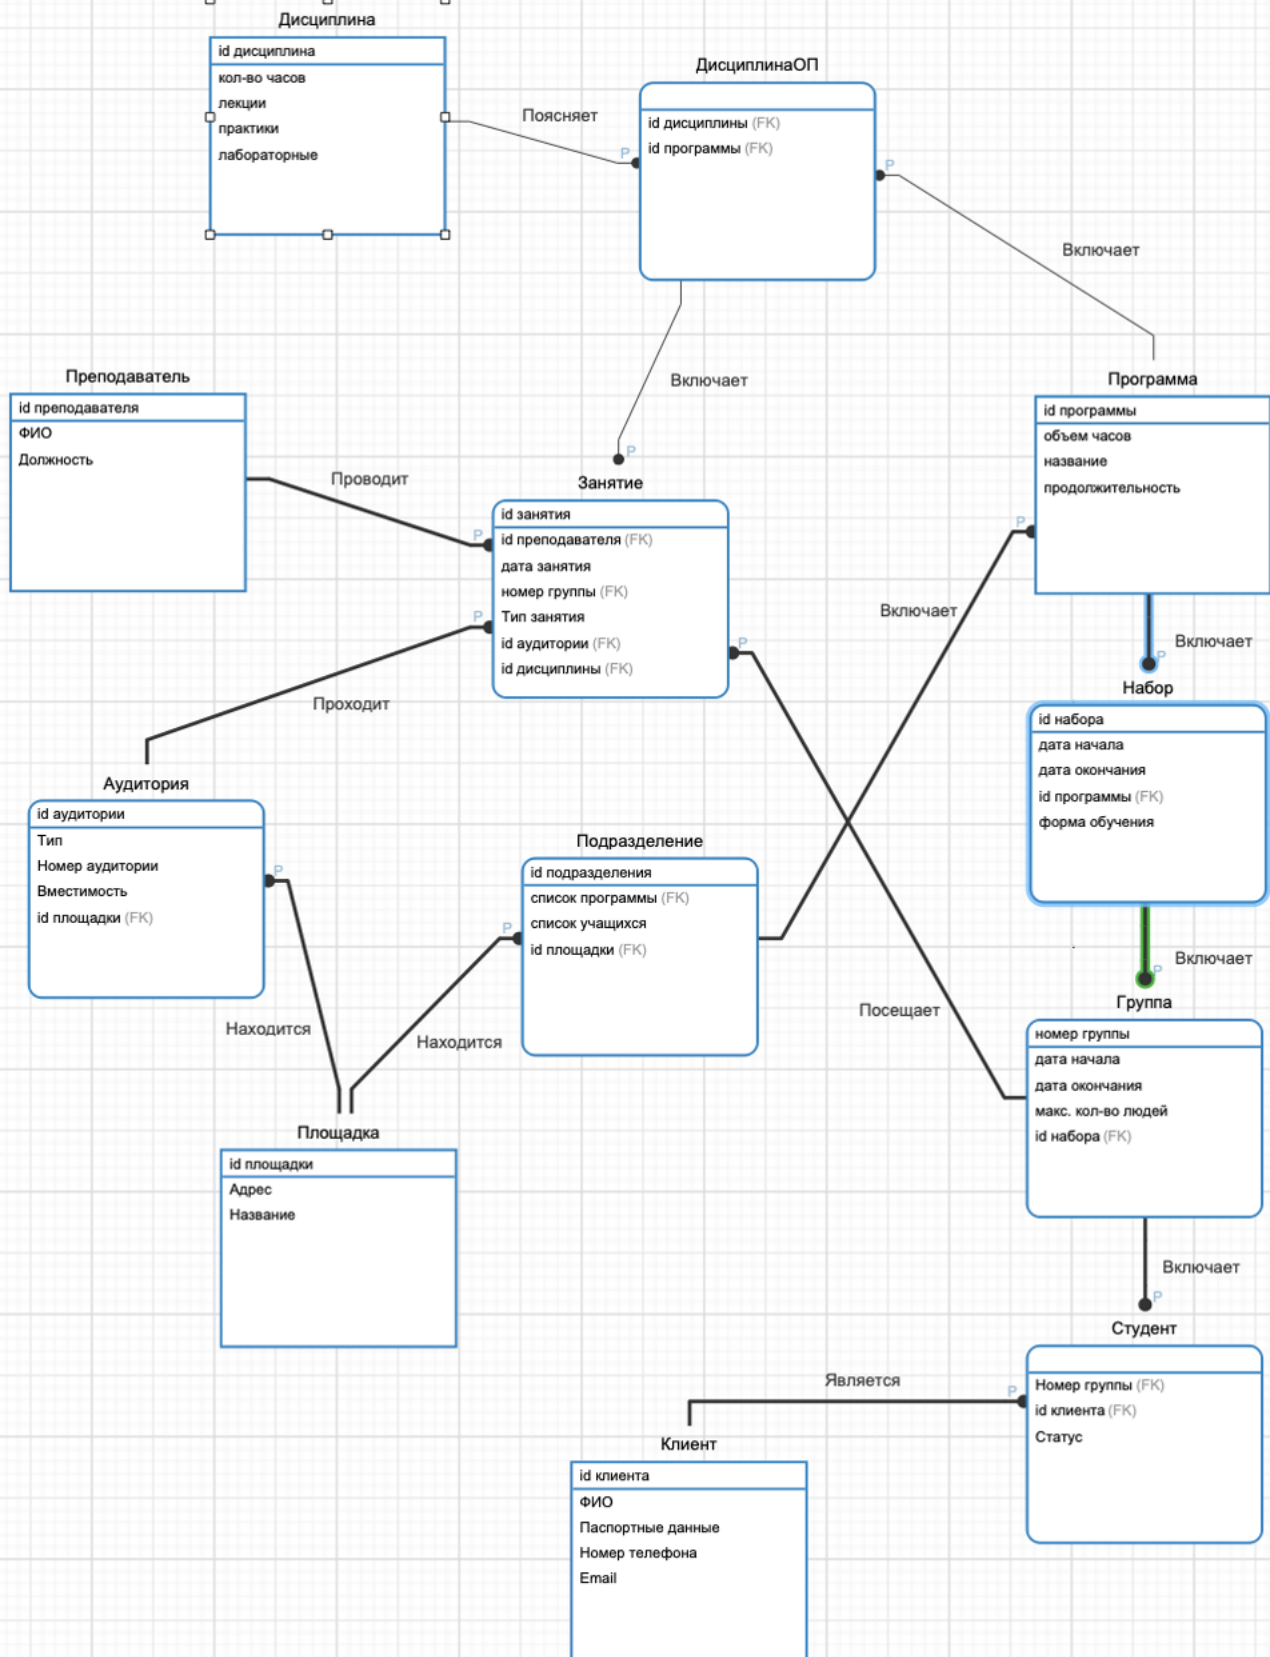 Дисциплина
id дисциплина
кол-во часов
лекции
практики
лабораторные
Поясняет
P
ДисциплинаОП
id дисциплины (FK)
id программы (FK)
P
Включает
Включает
P
Преподаватель
id преподавателя
ФИО
Должность
Проводит
P
Занятие
id занятия
id преподавателя (FK)
дата занятия
номер группы (FK)
Тип занятия
id аудитории (FK)
id дисциплины (FK)
P
P
Программа
id программы
объем часов
название
продолжительность
P
Включает
Включает
P
Набор
id набора
дата начала
дата окончания
id программы (FK)
форма обучения
Проходит
Аудитория
id аудитории
Тип
Номер аудитории
Вместимость
id площадки (FK)
P
Находится
Подразделение
id подразделения
список программы (FK)
список учащихся
id площадки (FK)
P
Находится
Посещает
Включает
P
Группа
номер группы
дата начала
дата окончания
макс. кол-во людей
id набора (FK)
Площадка
id площадки
Адрес
Название
Включает
P
Студент
Номер группы (FK)
id клиента (FK)
Статус
Является
P
Клиент
id клиента
ФИО
Паспортные данные
Номер телефона
Email